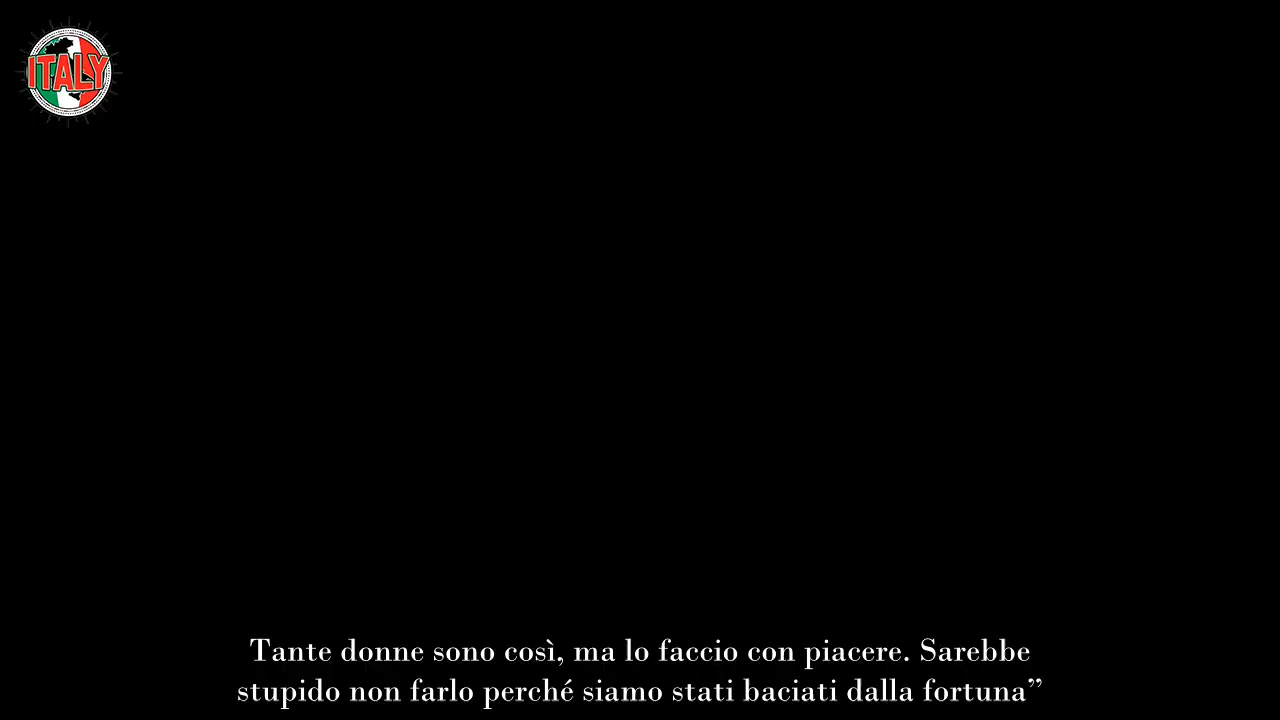 ITALY
Tante donne sono così, ma lo faccio con piacere. Sarebbe
stupido non farlo perché siamo stati baciati dalla fortuna”